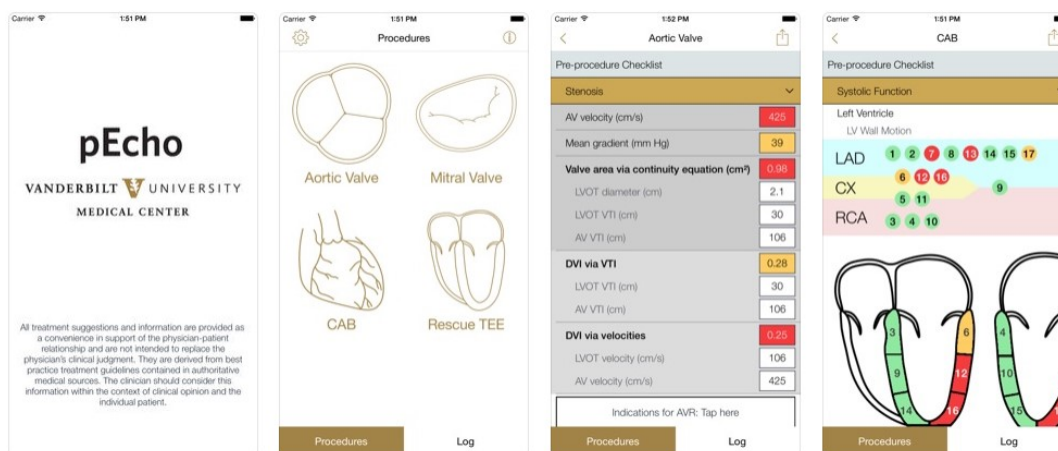 Carrier 1:51 PM
pEcho
VANDERBILT V UNIVERSITY
MEDICAL CENTER
All treatment suggestions and information are provided as
a convenience in support of the physician-patient
relationship and are not intended to replace the
physician's clinical judgment. They are derived from best
practice treatment guidelines contained in authoritative
medical sources. The clinician should consider this
information within the context of clinical opinion and the
individual patient.
Carrier 1:51 PM
Procedures
Aortic Valve Mitral Valve
CAB Rescue TEE
Procedures Log
Carrier 1:52 PM
Aortic Valve
Pre-procedure Checklist
Stenosis
AV velocity (cm/s) 425
Mean gradient (mm Hg) 39
Valve area via continuity equation (cm²) 0.98
LVOT diameter (cm) 2.1
LVOT VTI (cm) 30
AV VTI (cm) 106
DVI via VTI 0.28
LVOT VTI (cm) 30
AV VTI (cm) 106
DVI via velocities 0.25
LVOT velocity (cm/s) 106
AV velocity (cm/s) 425
Indications for AVR: Tap here
Procedures Log
Carrier 1:51 PM
CAB
Pre-procedure Checklist
Systolic Function
Left Ventricle
LV Wall Motion
LAD 1 2 7 8 13 14 15 17
6 12 16
CX 9
5 11
RCA 3 4 10
3 6 4
9 12 10
14 16 15
Procedures Log